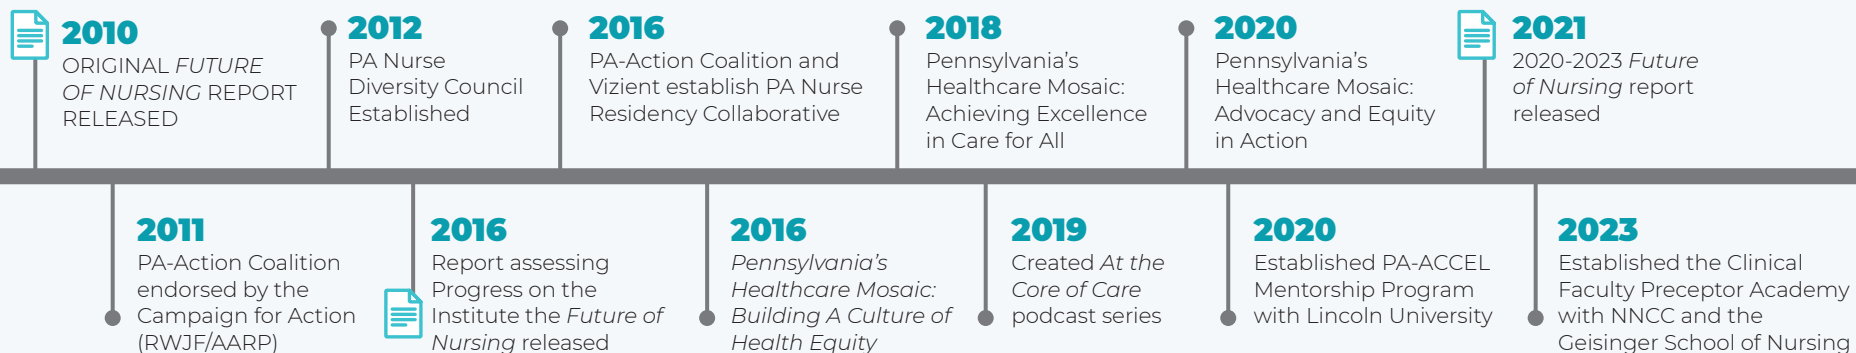 2010
ORIGINAL FUTURE
OF NURSING REPORT
RELEASED
2012
PA Nurse
Diversity Council
Established
2016
PA-Action Coalition and
Vizient establish PA Nurse
Residency Collaborative
2018
Pennsylvania’s
Healthcare Mosaic:
Achieving Excellence
in Care for All
2020
Pennsylvania’s
Healthcare Mosaic:
Advocacy and Equity
in Action
2021
2020-2023 Future
of Nursing report
released
2011
PA-Action Coalition
endorsed by the
Campaign for Action
(RWJF/AARP)
2016
Report assessing
Progress on the
Institute the Future of
Nursing released
2016
Pennsylvania’s
Healthcare Mosaic:
Building A Culture of
Health Equity
2019
Created At the
Core of Care
podcast series
2020
Established PA-ACCEL
Mentorship Program
with Lincoln University
2023
Established the Clinical
Faculty Preceptor Academy
with NNCC and the
Geisinger School of Nursing